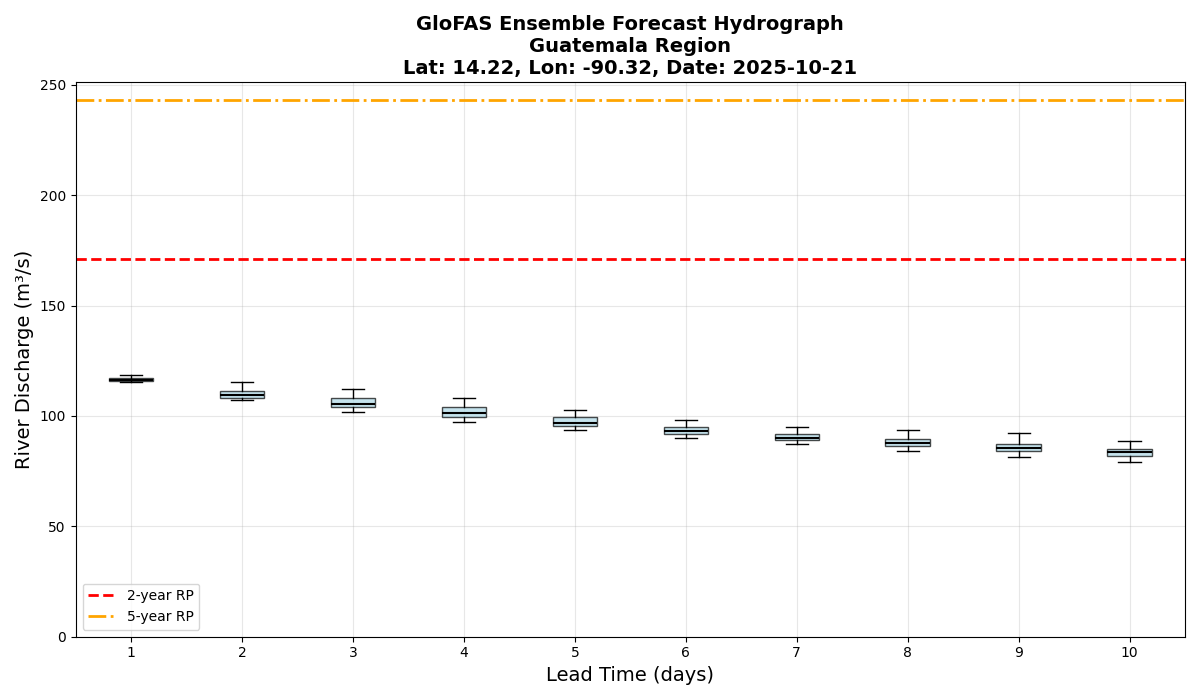 GloFAS Ensemble Forecast Hydrograph
Guatemala Region
Lat: 14.22, Lon: -90.32, Date: 2025-10-21
River Discharge (m³/s)
250
200
150
100
50
0
2-year RP
5-year RP
1 2 3 4 5 6 7 8 9 10
Lead Time (days)